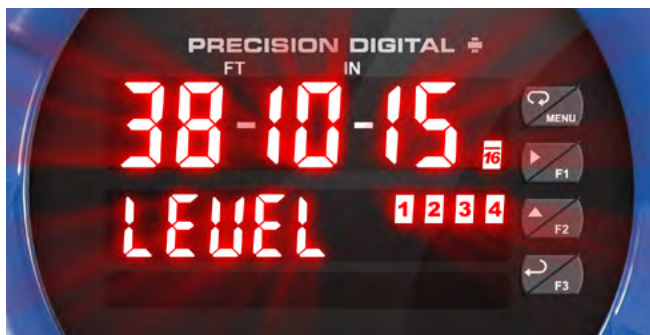 PRECISION DIGITAL
FT IN
38-10-15 16
LEVEL 1 2 3 4
MENU
F1
F2
F3